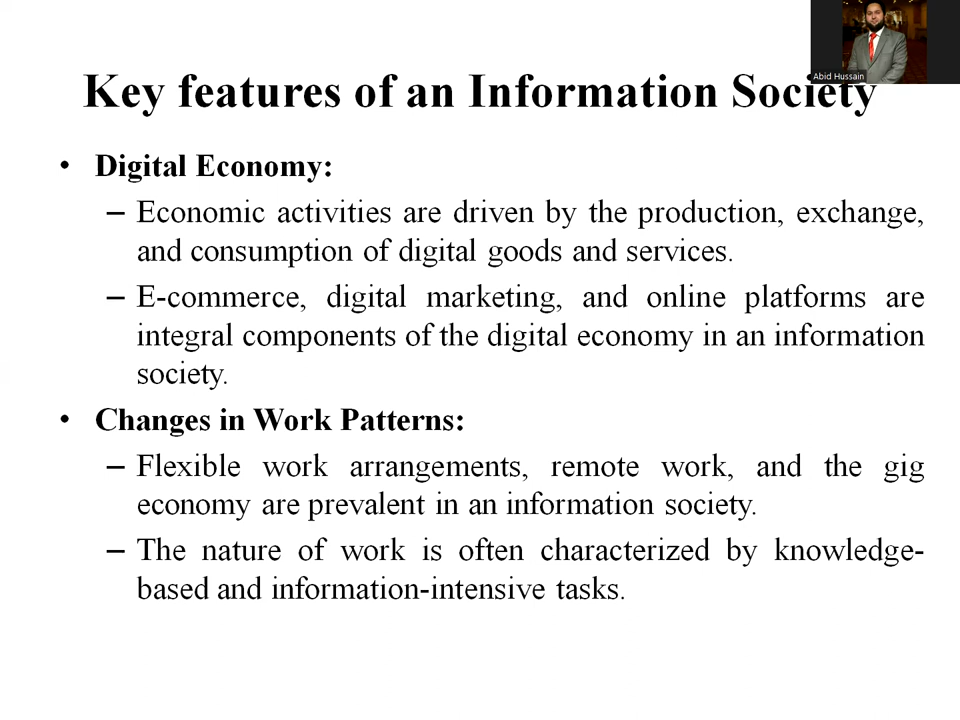 Abid Hussain
Key features of an Information Society
• Digital Economy:
– Economic activities are driven by the production, exchange,
and consumption of digital goods and services.
– E-commerce, digital marketing, and online platforms are
integral components of the digital economy in an information
society.
• Changes in Work Patterns:
– Flexible work arrangements, remote work, and the gig
economy are prevalent in an information society.
– The nature of work is often characterized by knowledge-
based and information-intensive tasks.